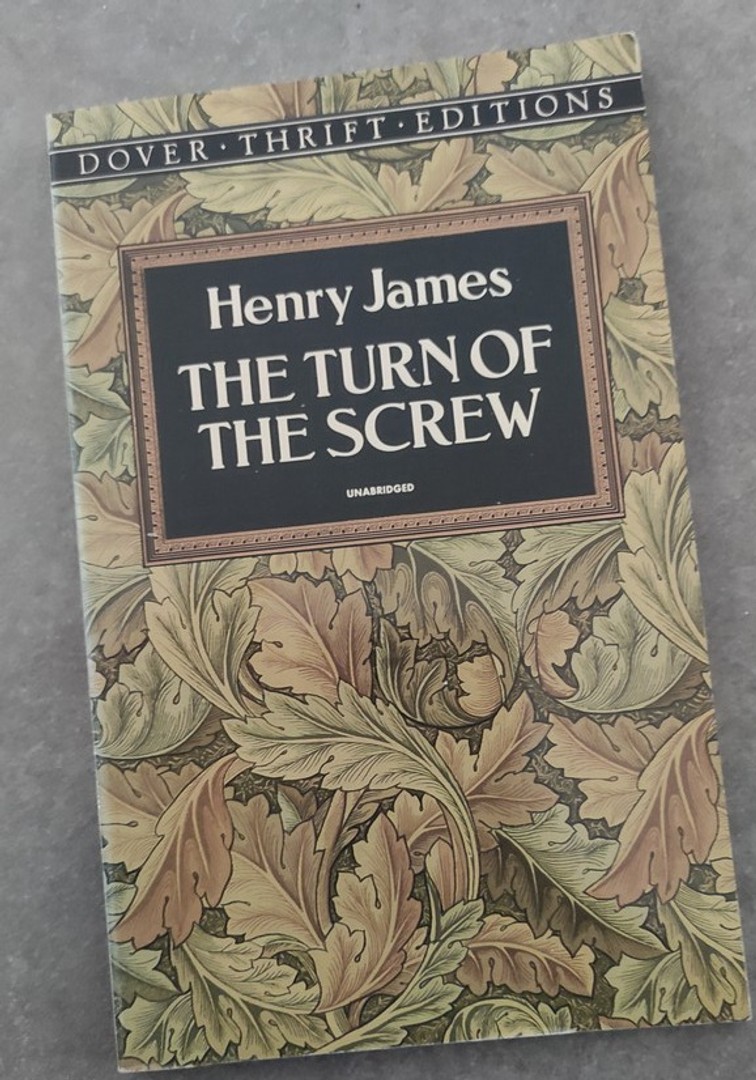 DOVER · THRIFT · EDITIONS
Henry James
THE TURN OF
THE SCREW
UNABRIDGED